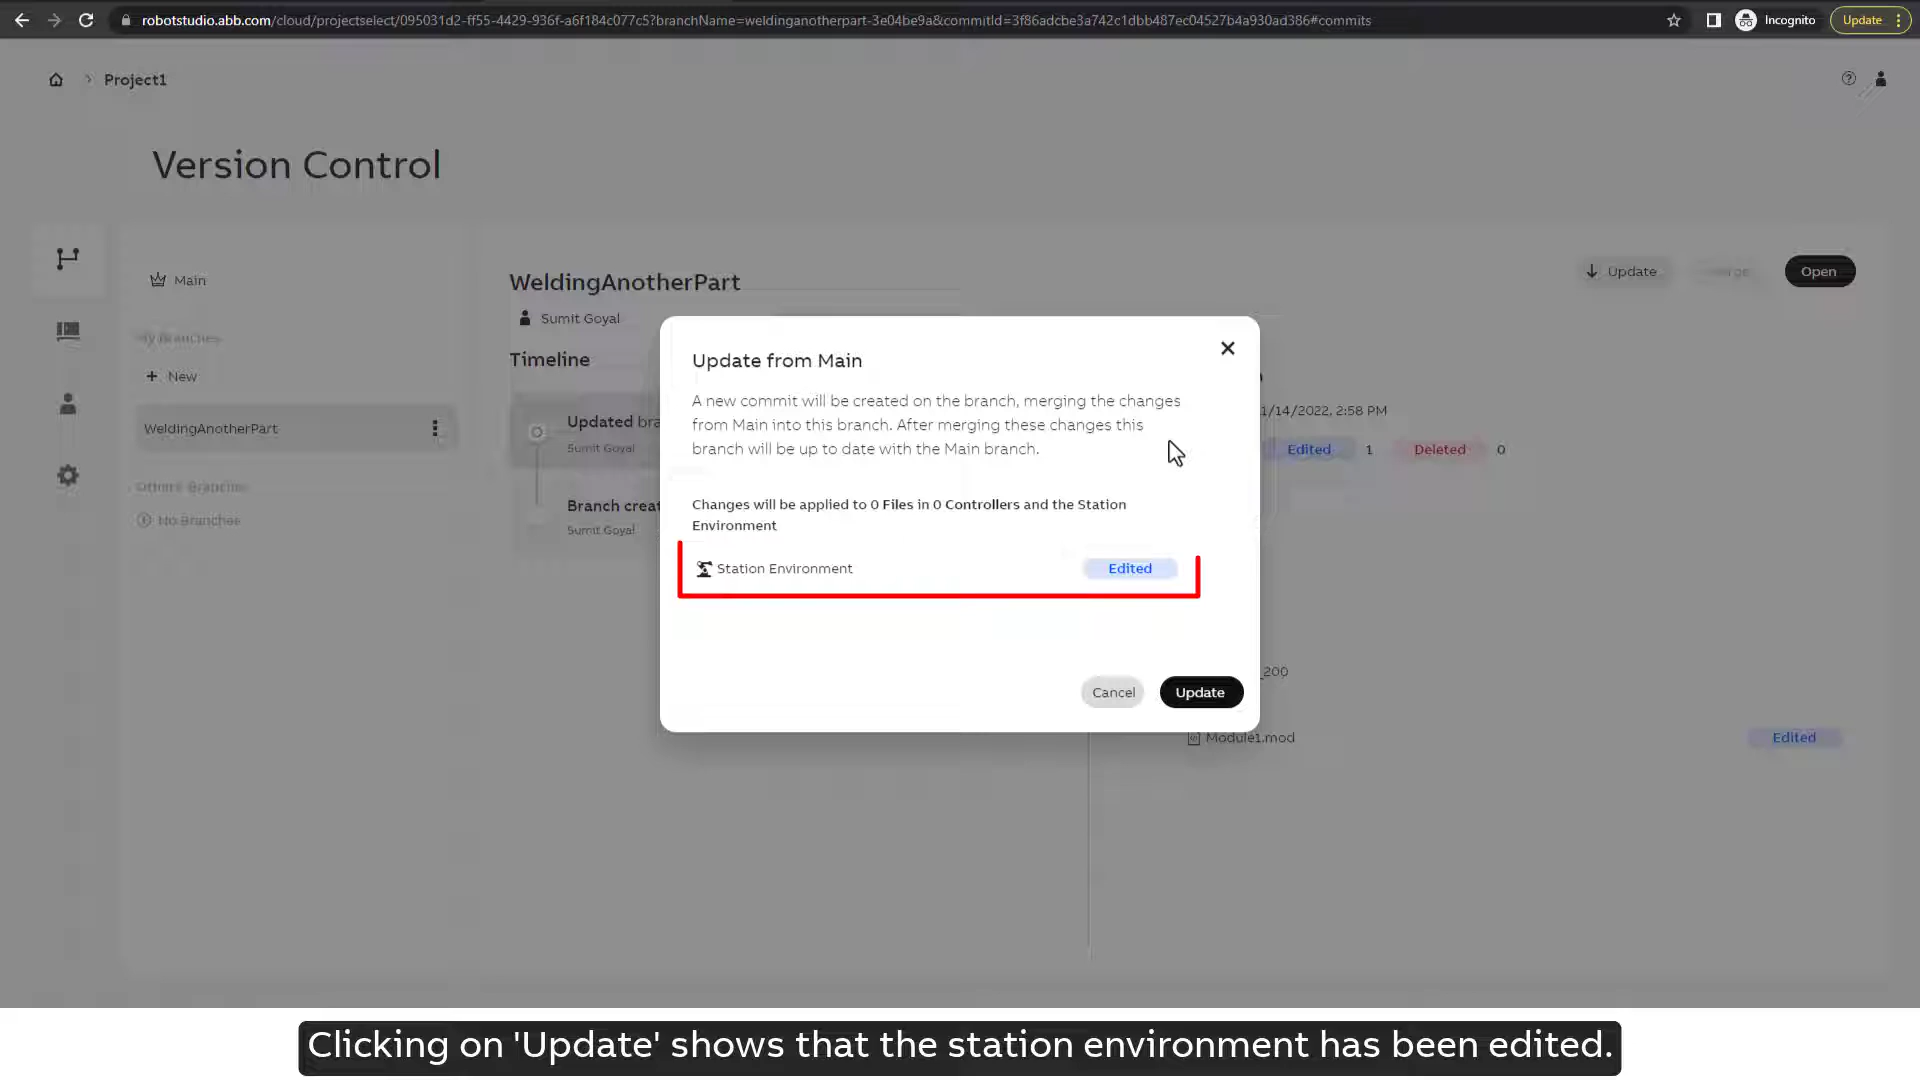 robotstudio.abb.com/cloud/projectselect/095031d2-ff55-4429-936f-a6f184c077c5?branchName=weldinganotherpart-3e04be9a&commitId=3f86adcbe3a742c1dbb487ec04527b4a930ad386#commits
Incognito
Update
Project1
Version Control
Main
My Branches
+ New
WeldingAnotherPart
Others' Branches
No Branches
WeldingAnotherPart
Sumit Goyal
Timeline
Updated bra
Sumit Goyal
Branch creat
Sumit Goyal
Update
Open
1/14/2022, 2:58 PM
Edited 1 Deleted 0
_200
Module1.mod
Edited
Update from Main
A new commit will be created on the branch, merging the changes
from Main into this branch. After merging these changes this
branch will be up to date with the Main branch.
Changes will be applied to 0 Files in 0 Controllers and the Station
Environment
Station Environment
Edited
Cancel
Update
Clicking on 'Update' shows that the station environment has been edited.